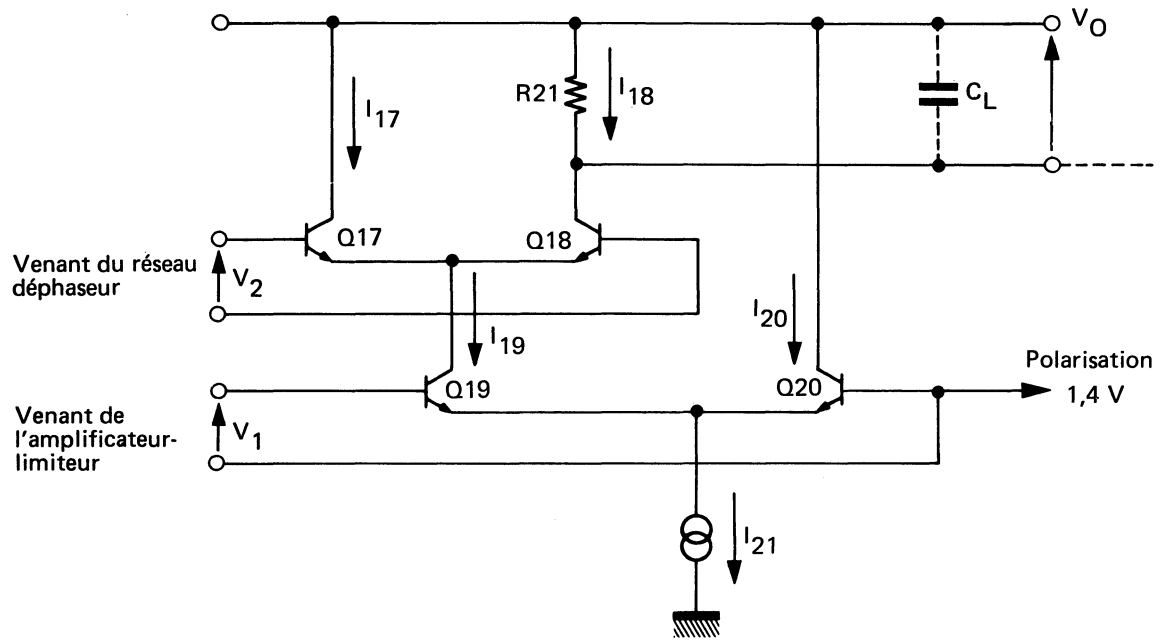 V₀
I₁₇
R21
I₁₈
C_L
Q17
Q18
Venant du réseau
déphaseur
V₂
I₁₉
I₂₀
Polarisation
1,4 V
Q19
Q20
Venant de
l'amplificateur-
limiteur
V₁
I₂₁